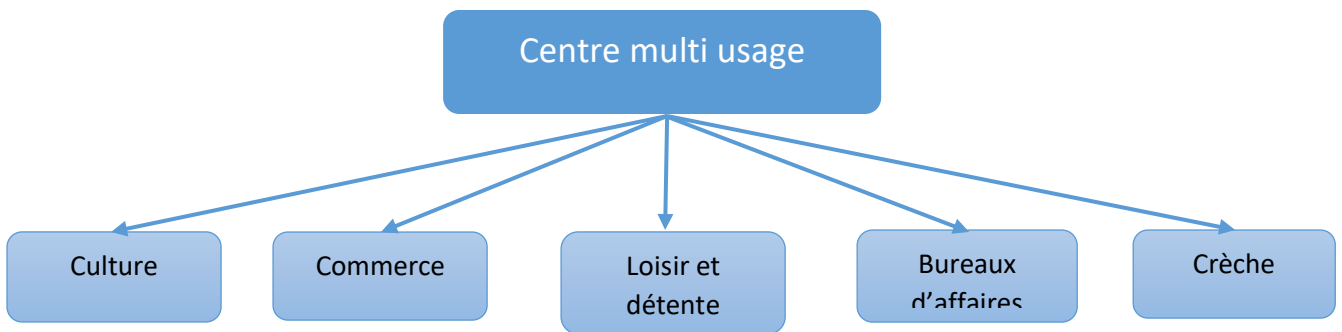 Centre multi usage
Culture
Commerce
Loisir et
détente
Bureaux
d’affaires
Crèche